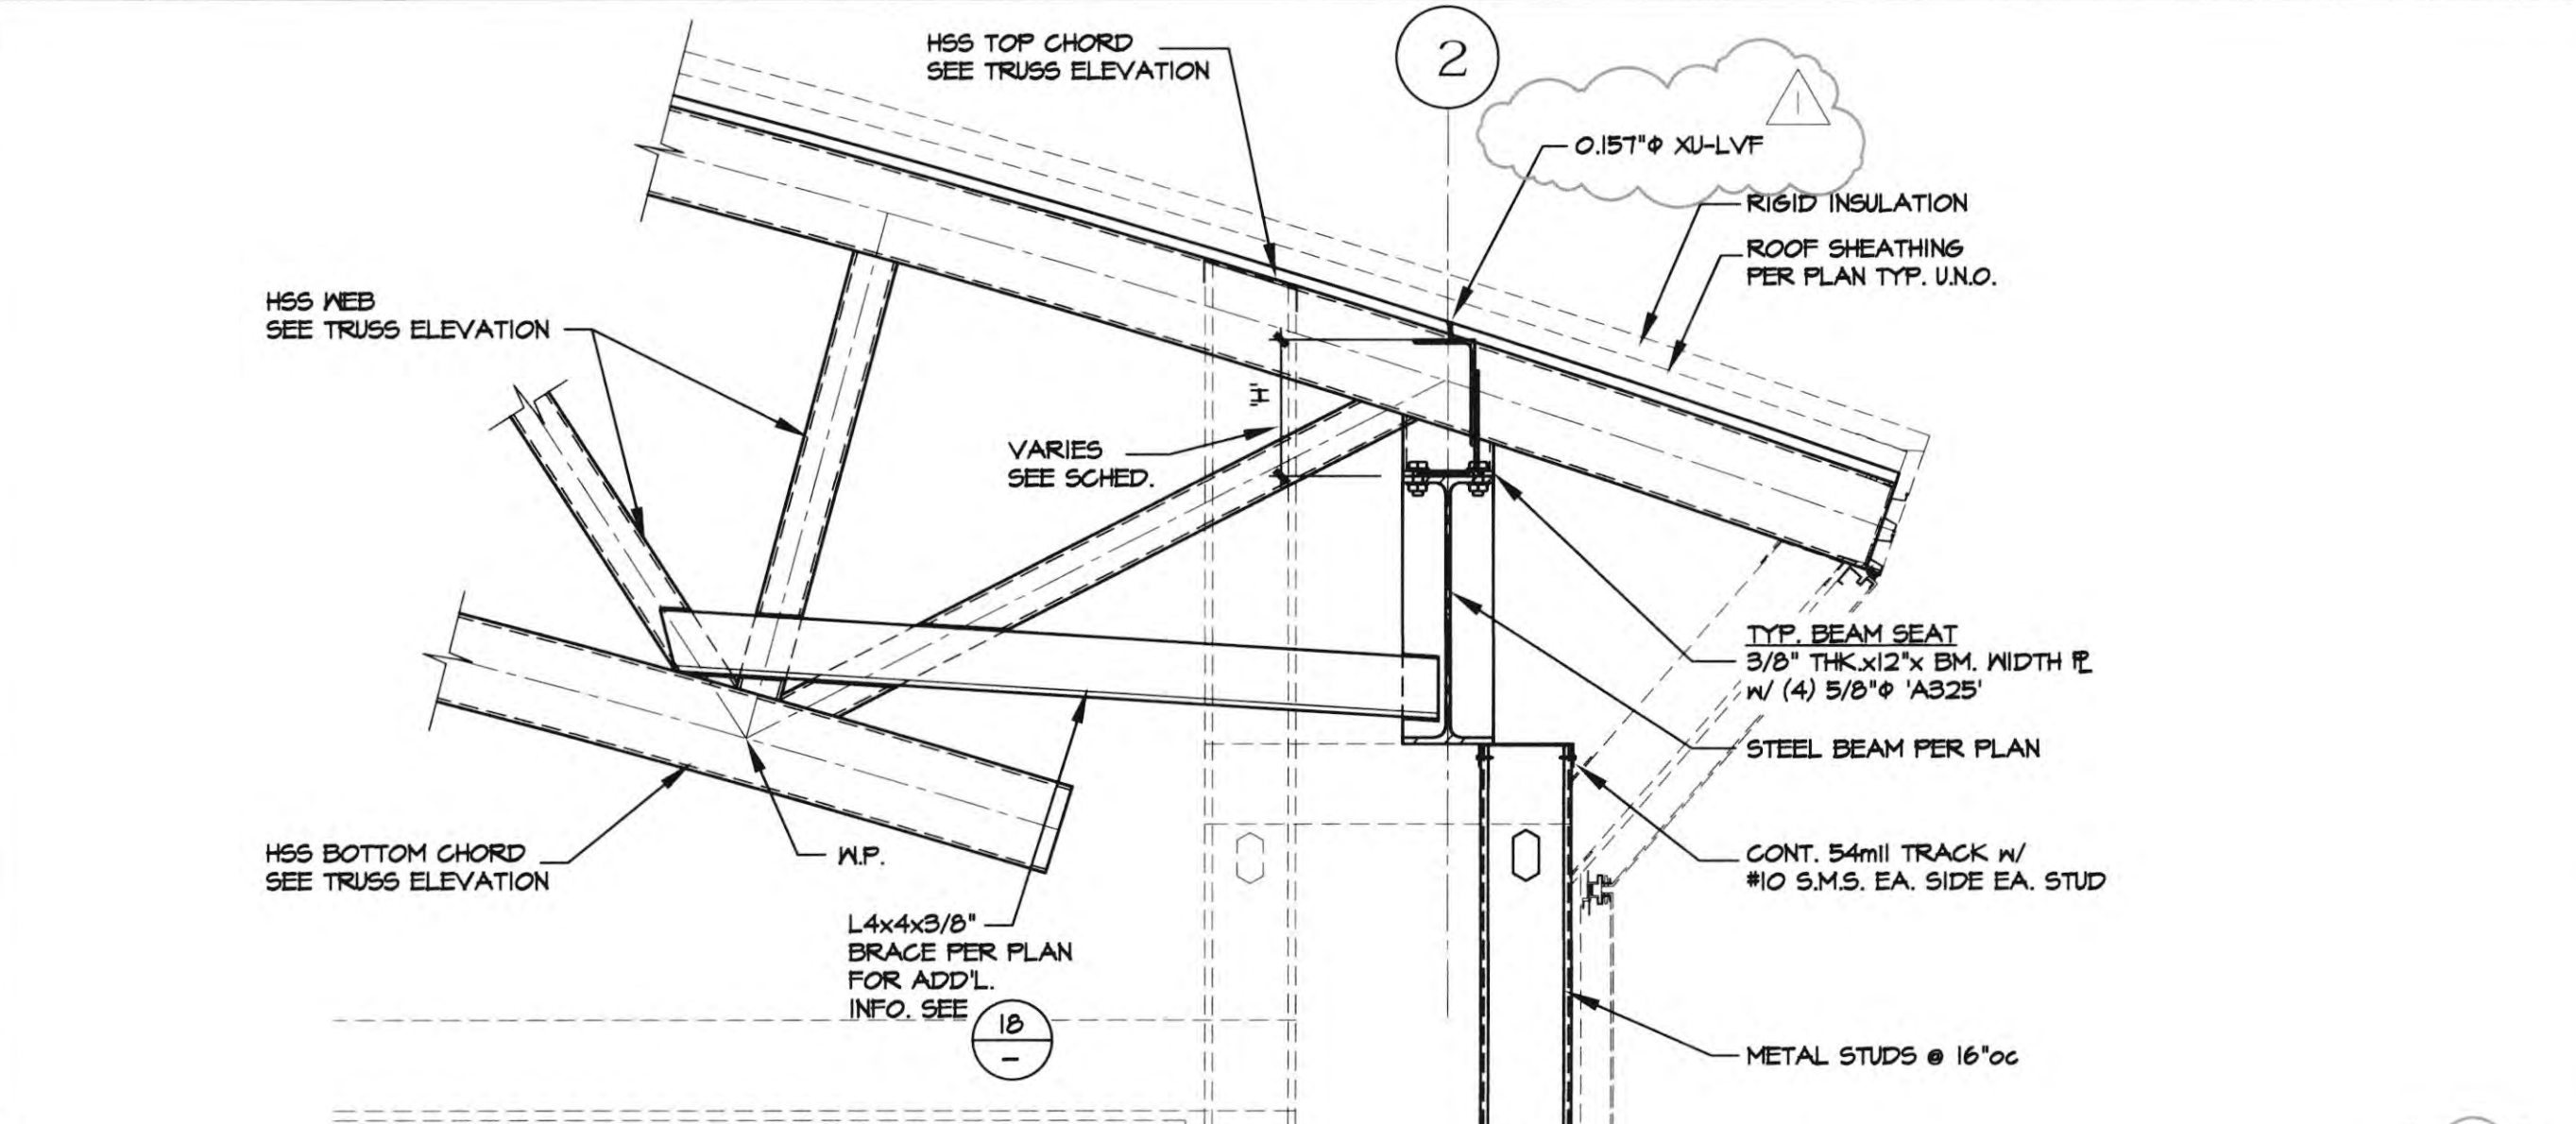 HSS TOP CHORD
SEE TRUSS ELEVATION
2
1
0.157"Φ XU-LVF
RIGID INSULATION
ROOF SHEATHING
PER PLAN TYP. U.N.O.
HSS WEB
SEE TRUSS ELEVATION
"H"
VARIES
SEE SCHED.
TYP. BEAM SEAT
3/8" THK.x12"x BM. WIDTH PL
w/ (4) 5/8"Φ 'A325'
STEEL BEAM PER PLAN
HSS BOTTOM CHORD
SEE TRUSS ELEVATION
W.P.
CONT. 54mil TRACK w/
#10 S.M.S. EA. SIDE EA. STUD
L4x4x3/8"
BRACE PER PLAN
FOR ADD'L.
INFO. SEE
18
–
METAL STUDS @ 16"oc